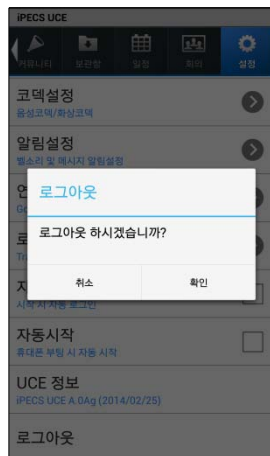 iPECS UCE
커뮤니티 보관함 일정 회의 설정
코덱설정
음성코덱/화상코덱
알림설정
벨소리 및 메시지 알림설정
로그아웃
로그아웃 하시겠습니까?
취소 확인
시작 시 자동 로그인
자동시작
휴대폰 부팅 시 자동 시작
UCE 정보
iPECS UCE A.0Ag (2014/02/25)
로그아웃